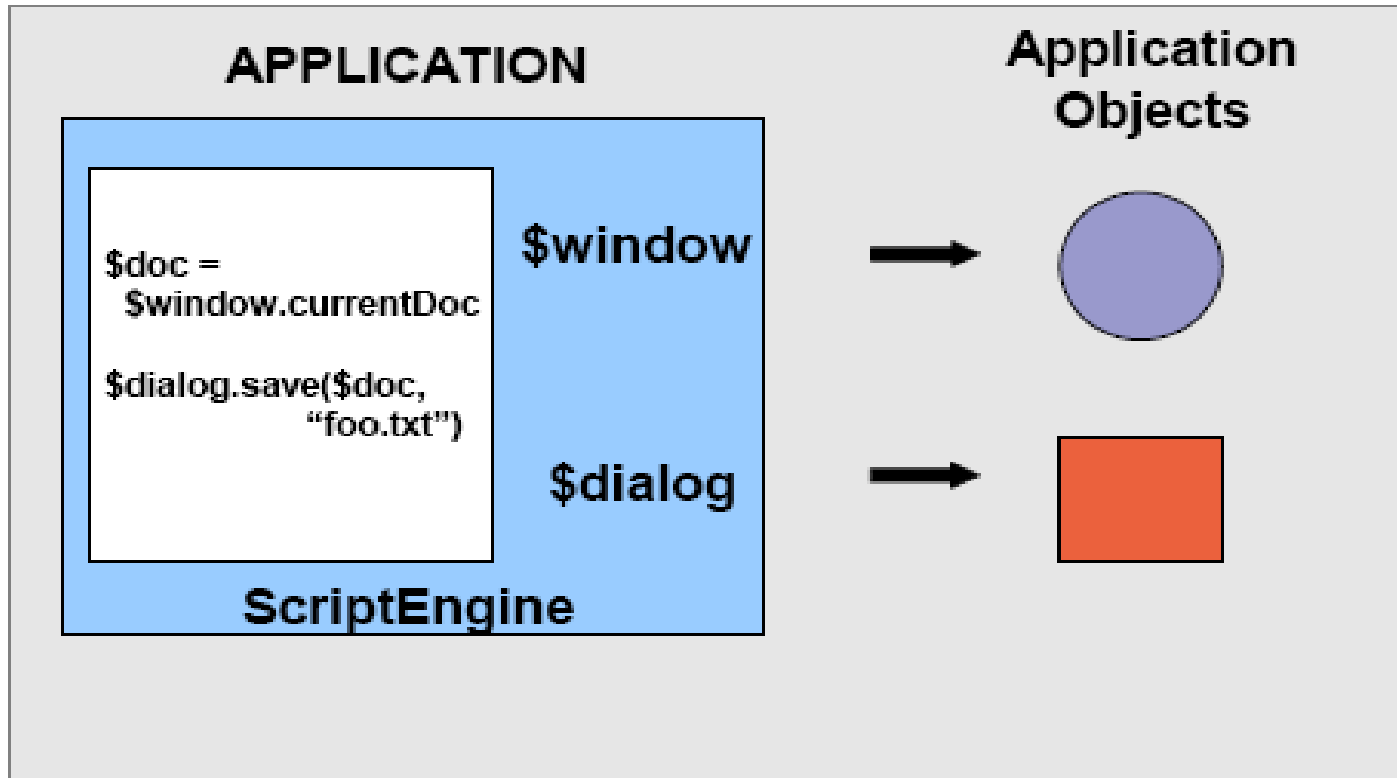 APPLICATION
$doc =
$window.currentDoc
$dialog.save($doc,
“foo.txt”)
$window
$dialog
ScriptEngine
Application
Objects